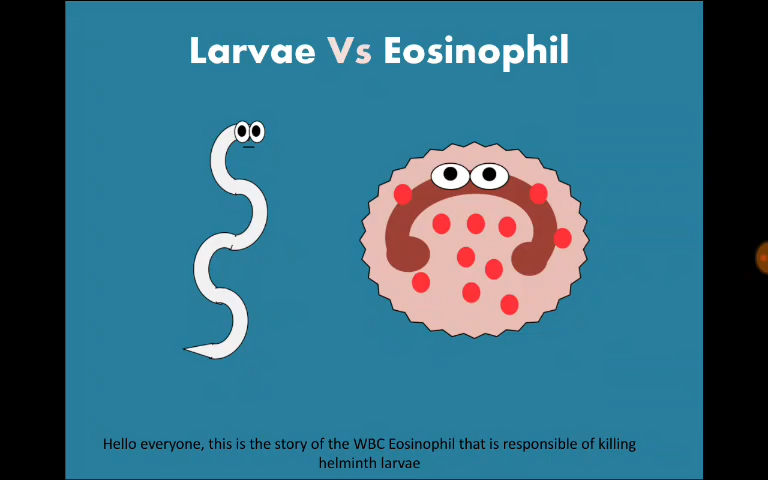 Larvae Vs Eosinophil
Hello everyone, this is the story of the WBC Eosinophil that is responsible of killing
helminth larvae